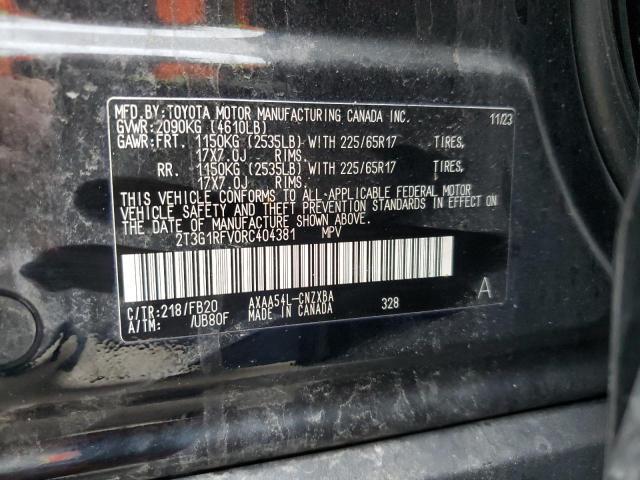 MFD.BY:TOYOTA MOTOR MANUFACTURING CANADA INC. 11/23
GVWR:2090KG (4610LB)
GAWR:FRT. 1150KG (2535LB) WITH 225/65R17 TIRES,
17X7.0J RIMS.
RR. 1150KG (2535LB) WITH 225/65R17 TIRES,
17X7.0J RIMS.
THIS VEHICLE CONFORMS TO ALL APPLICABLE FEDERAL MOTOR
VEHICLE SAFETY AND THEFT PREVENTION STANDARDS IN EFFECT ON
THE DATE OF MANUFACTURE SHOWN ABOVE.
2T3G1RFV0RC404381 MPV
C/TR:218/FB20 AXAA54L-CNZXBA 328 A
A/TM: /UB80F MADE IN CANADA